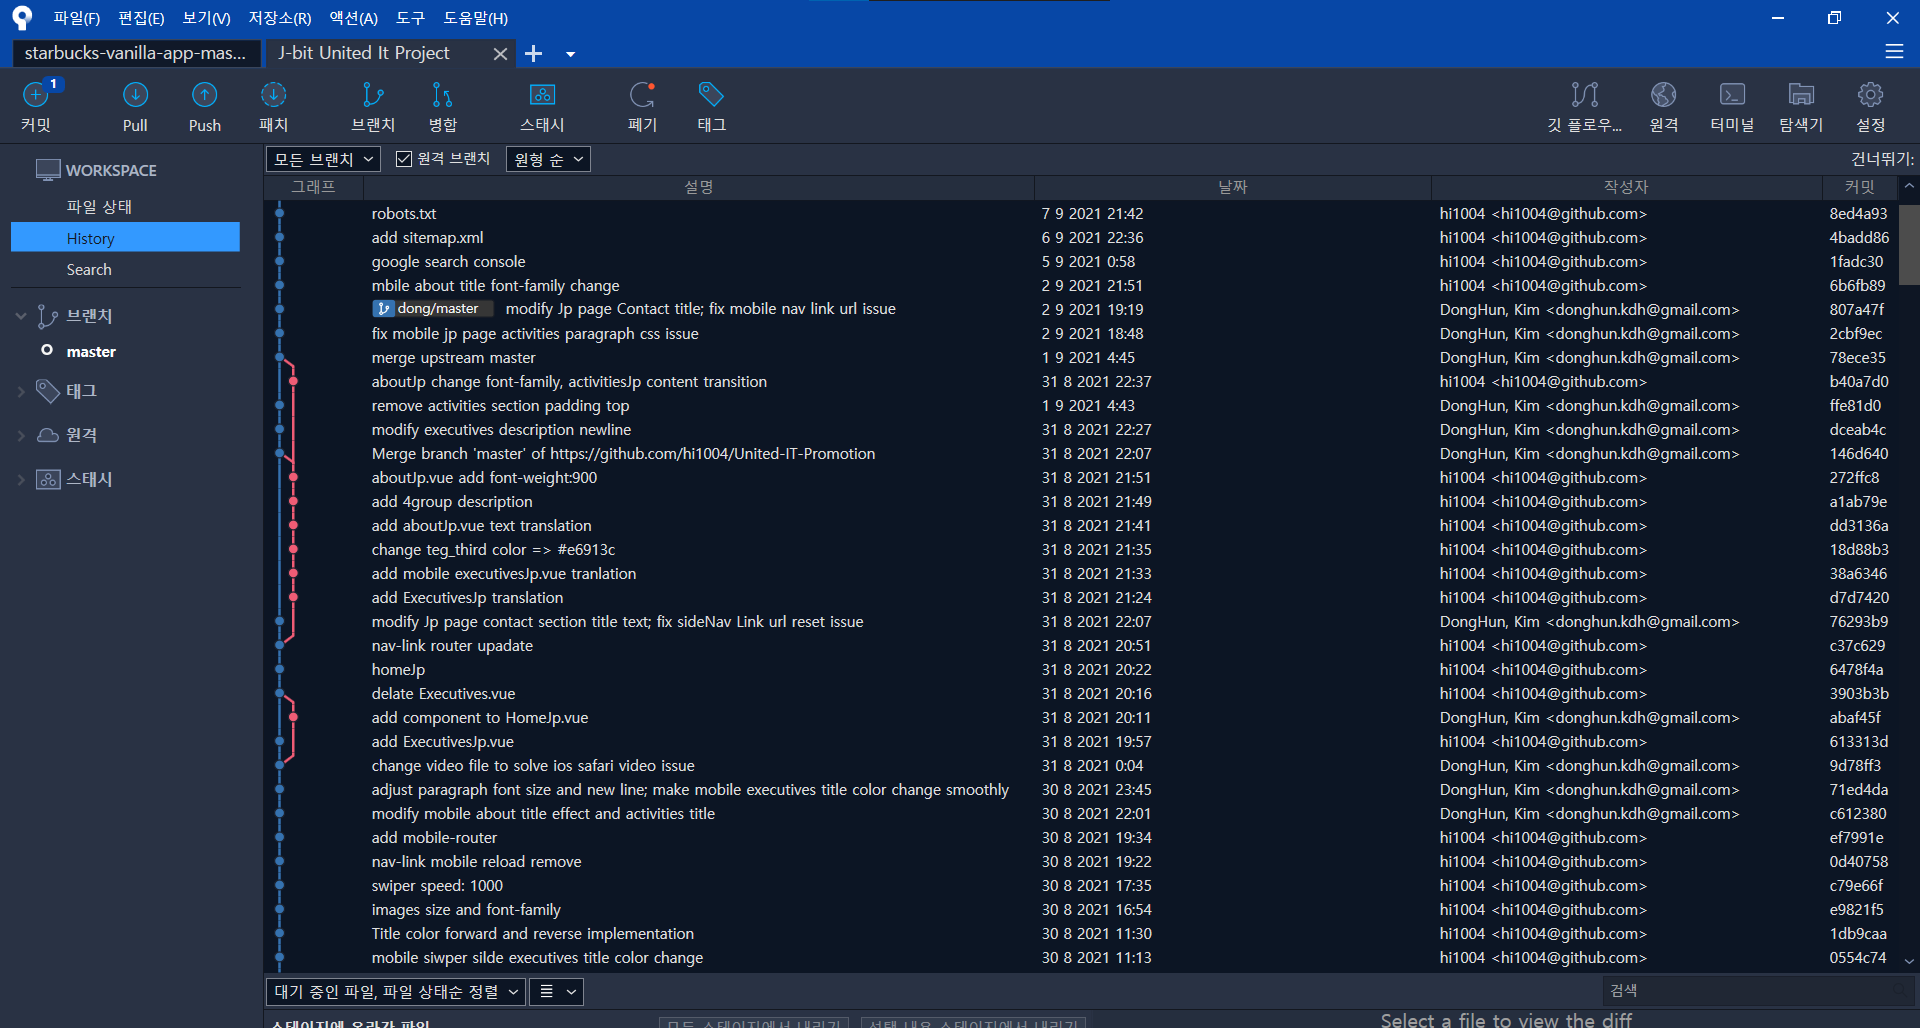 파일(F) 편집(E) 보기(V) 저장소(R) 액션(A) 도구 도움말(H)
starbucks-vanilla-app-mas... J-bit United It Project
1
커밋 Pull Push 패치 브랜치 병합 스태시 폐기 태그 깃 플로우... 원격 터미널 탐색기 설정
WORKSPACE
파일 상태
History
Search
브랜치
master
태그
원격
스태시
모든 브랜치 원격 브랜치 원형 순 건너뛰기:
그래프 설명 날짜 작성자 커밋
robots.txt 7 9 2021 21:42 hi1004 <hi1004@github.com> 8ed4a93
add sitemap.xml 6 9 2021 22:36 hi1004 <hi1004@github.com> 4badd86
google search console 5 9 2021 0:58 hi1004 <hi1004@github.com> 1fadc30
mbile about title font-family change 2 9 2021 21:51 hi1004 <hi1004@github.com> 6b6fb89
dong/master modify Jp page Contact title; fix mobile nav link url issue 2 9 2021 19:19 DongHun, Kim <donghun.kdh@gmail.com> 807a47f
fix mobile jp page activities paragraph css issue 2 9 2021 18:48 DongHun, Kim <donghun.kdh@gmail.com> 2cbf9ec
merge upstream master 1 9 2021 4:45 DongHun, Kim <donghun.kdh@gmail.com> 78ece35
aboutJp change font-family, activitiesJp content transition 31 8 2021 22:37 hi1004 <hi1004@github.com> b40a7d0
remove activities section padding top 1 9 2021 4:43 DongHun, Kim <donghun.kdh@gmail.com> ffe81d0
modify executives description newline 31 8 2021 22:27 DongHun, Kim <donghun.kdh@gmail.com> dceab4c
Merge branch 'master' of https://github.com/hi1004/United-IT-Promotion 31 8 2021 22:07 DongHun, Kim <donghun.kdh@gmail.com> 146d640
aboutJp.vue add font-weight:900 31 8 2021 21:51 hi1004 <hi1004@github.com> 272ffc8
add 4group description 31 8 2021 21:49 hi1004 <hi1004@github.com> a1ab79e
add aboutJp.vue text translation 31 8 2021 21:41 hi1004 <hi1004@github.com> dd3136a
change teg_third color => #e6913c 31 8 2021 21:35 hi1004 <hi1004@github.com> 18d88b3
add mobile executivesJp.vue tranlation 31 8 2021 21:33 hi1004 <hi1004@github.com> 38a6346
add ExecutivesJp translation 31 8 2021 21:24 hi1004 <hi1004@github.com> d7d7420
modify Jp page contact section title text; fix sideNav Link url reset issue 31 8 2021 22:07 DongHun, Kim <donghun.kdh@gmail.com> 76293b9
nav-link router upadate 31 8 2021 20:51 hi1004 <hi1004@github.com> c37c629
homeJp 31 8 2021 20:22 hi1004 <hi1004@github.com> 6478f4a
delate Executives.vue 31 8 2021 20:16 hi1004 <hi1004@github.com> 3903b3b
add component to HomeJp.vue 31 8 2021 20:11 DongHun, Kim <donghun.kdh@gmail.com> abaf45f
add ExecutivesJp.vue 31 8 2021 19:57 hi1004 <hi1004@github.com> 613313d
change video file to solve ios safari video issue 31 8 2021 0:04 DongHun, Kim <donghun.kdh@gmail.com> 9d78ff3
adjust paragraph font size and new line; make mobile executives title color change smoothly 30 8 2021 23:45 DongHun, Kim <donghun.kdh@gmail.com> 71ed4da
modify mobile about title effect and activities title 30 8 2021 22:01 DongHun, Kim <donghun.kdh@gmail.com> c612380
add mobile-router 30 8 2021 19:34 hi1004 <hi1004@github.com> ef7991e
nav-link mobile reload remove 30 8 2021 19:22 hi1004 <hi1004@github.com> 0d40758
swiper speed: 1000 30 8 2021 17:35 hi1004 <hi1004@github.com> c79e66f
images size and font-family 30 8 2021 16:54 hi1004 <hi1004@github.com> e9821f5
Title color forward and reverse implementation 30 8 2021 11:30 hi1004 <hi1004@github.com> 1db9caa
mobile siwper silde executives title color change 30 8 2021 11:13 hi1004 <hi1004@github.com> 0554c74
대기 중인 파일, 파일 상태순 정렬 검색
스테이지에 올라간 파일 모두 스테이지에서 내리기 선택 내용 스테이지에서 내리기 Select a file to view the diff